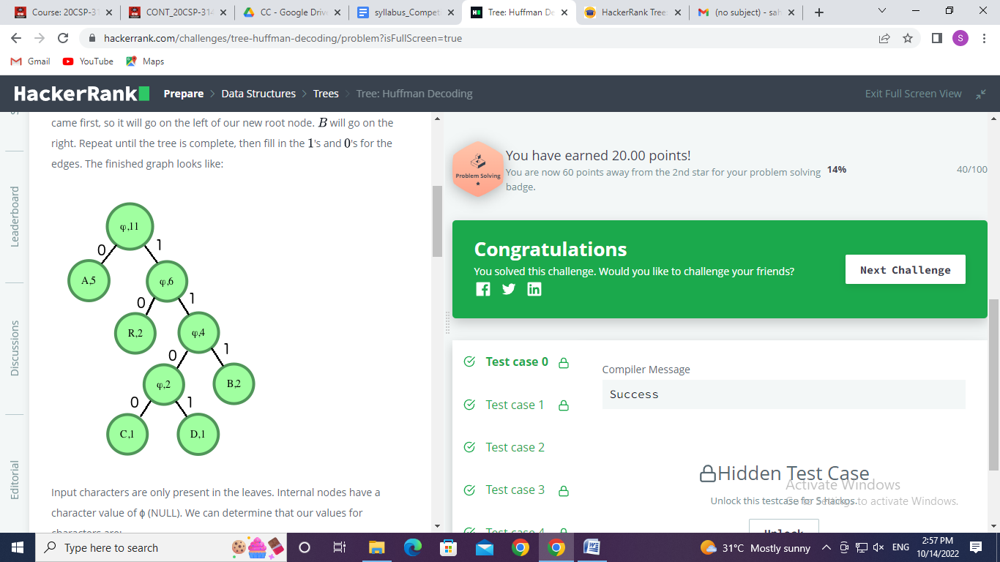 Course: 20CSP-31
CONT_20CSP-314
CC - Google Driv
syllabus_Compet
Tree: Huffman De
HackerRank Tree
(no subject) - sah
hackerrank.com/challenges/tree-huffman-decoding/problem?isFullScreen=true
S
Gmail
YouTube
Maps
HackerRank
Prepare > Data Structures > Trees > Tree: Huffman Decoding
Exit Full Screen View
Leaderboard
Discussions
Editorial
came first, so it will go on the left of our new root node. B will go on the
right. Repeat until the tree is complete, then fill in the 1's and 0's for the
edges. The finished graph looks like:
φ,11
0
1
A,5
φ,6
0
1
R,2
φ,4
0
1
φ,2
B,2
0
1
C,1
D,1
Input characters are only present in the leaves. Internal nodes have a
character value of ϕ (NULL). We can determine that our values for
characters are:
Problem Solving
You have earned 20.00 points!
You are now 60 points away from the 2nd star for your problem solving
badge.
14%
40/100
Congratulations
You solved this challenge. Would you like to challenge your friends?
Next Challenge
Test case 0
Test case 1
Test case 2
Test case 3
Test case 4
Compiler Message
Success
Hidden Test Case
Unlock this testcase for 5 hackos.
Unlock
Activate Windows
Go to Settings to activate Windows.
Type here to search
31°C Mostly sunny
ENG
2:57 PM
10/14/2022